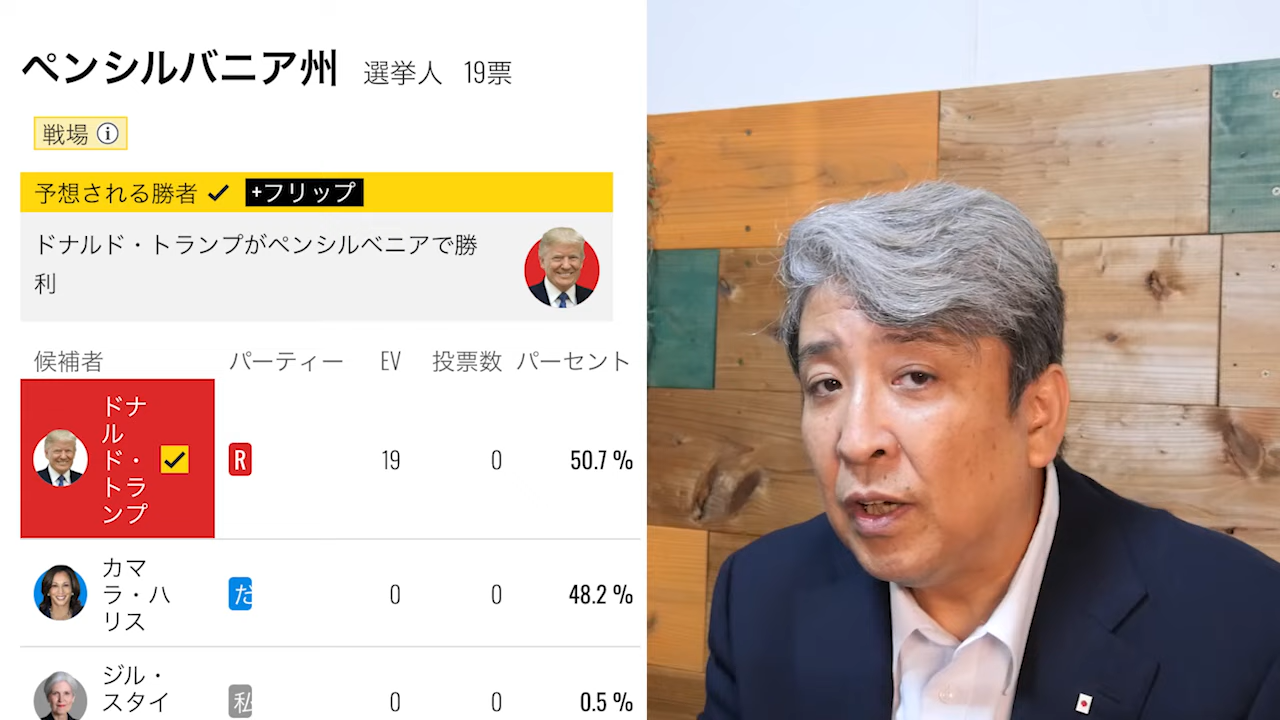 ペンシルバニア州 選挙人 19票
戦場 ⓘ
予想される勝者 ✓ +フリップ
ドナルド・トランプがペンシルベニアで勝
利
候補者 パーティー EV 投票数 パーセント
ドナ
ル
ド・
トラ
ンプ
R 19 0 50.7 %
カマ
ラ・ハ
リス
だ 0 0 48.2 %
ジル・
スタイ
私 0 0 0.5 %